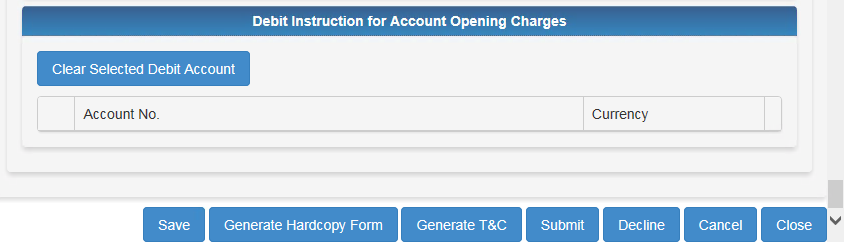 Debit Instruction for Account Opening Charges
Clear Selected Debit Account
Account No. Currency
Save Generate Hardcopy Form Generate T&C Submit Decline Cancel Close